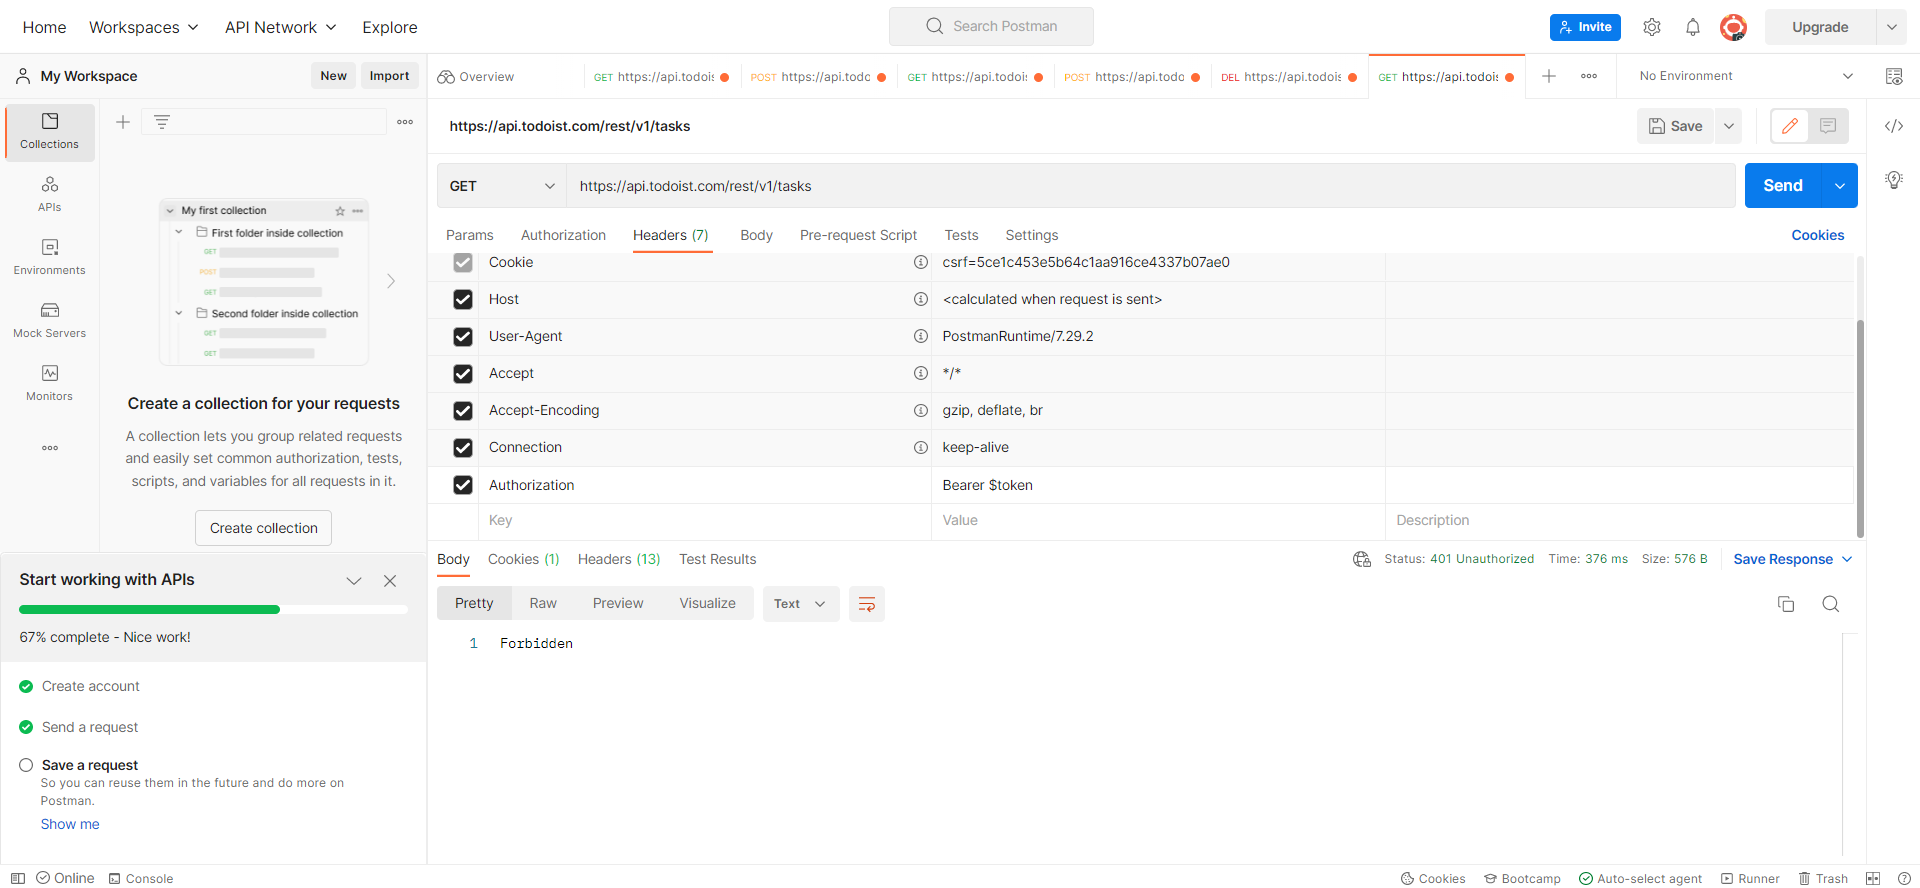 Home Workspaces API Network Explore Search Postman Invite Upgrade
My Workspace New Import
Overview GET https://api.todois POST https://api.todo GET https://api.todois POST https://api.todo DEL https://api.todois GET https://api.todois No Environment
Collections
APIs
Environments
Mock Servers
Monitors
My first collection
First folder inside collection
GET
POST
GET
Second folder inside collection
GET
GET
Create a collection for your requests
A collection lets you group related requests
and easily set common authorization, tests,
scripts, and variables for all requests in it.
Create collection
Start working with APIs
67% complete - Nice work!
Create account
Send a request
Save a request
So you can reuse them in the future and do more on
Postman.
Show me
https://api.todoist.com/rest/v1/tasks Save
GET https://api.todoist.com/rest/v1/tasks Send
Params Authorization Headers (7) Body Pre-request Script Tests Settings Cookies
Cookie csrf=5ce1c453e5b64c1aa916ce4337b07ae0
Host <calculated when request is sent>
User-Agent PostmanRuntime/7.29.2
Accept */*
Accept-Encoding gzip, deflate, br
Connection keep-alive
Authorization Bearer $token
Key Value Description
Body Cookies (1) Headers (13) Test Results Status: 401 Unauthorized Time: 376 ms Size: 576 B Save Response
Pretty Raw Preview Visualize Text
1 Forbidden
Online Console Cookies Bootcamp Auto-select agent Runner Trash